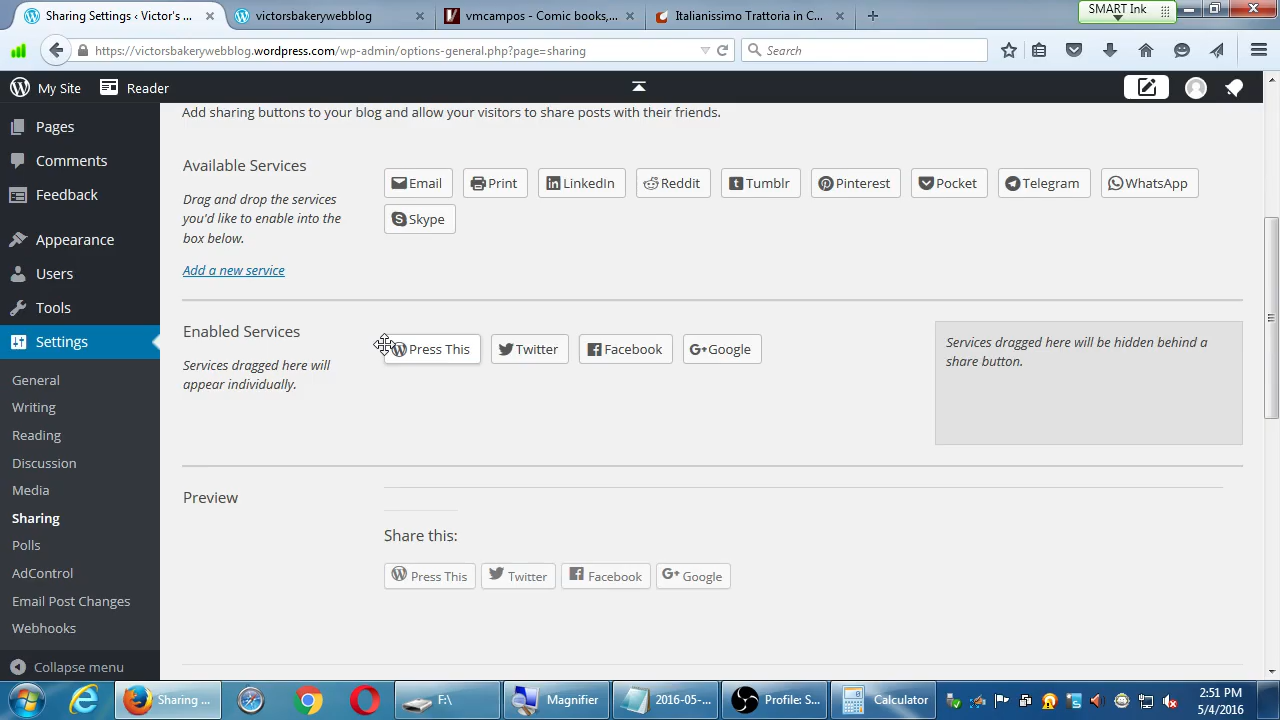 Sharing Settings ‹ Victor's ...
victorsbakerywebblog
vmcampos - Comic books,...
Italianissimo Trattoria in C...
SMART Ink
https://victorsbakerywebblog.wordpress.com/wp-admin/options-general.php?page=sharing
Search
My Site
Reader
Pages
Comments
Feedback
Appearance
Users
Tools
Settings
General
Writing
Reading
Discussion
Media
Sharing
Polls
AdControl
Email Post Changes
Webhooks
Collapse menu
Add sharing buttons to your blog and allow your visitors to share posts with their friends.
Available Services
Drag and drop the services
you'd like to enable into the
box below.
Add a new service
Email
Print
LinkedIn
Reddit
Tumblr
Pinterest
Pocket
Telegram
WhatsApp
Skype
Enabled Services
Services dragged here will
appear individually.
Press This
Twitter
Facebook
Google
Services dragged here will be hidden behind a
share button.
Preview
Share this:
Press This
Twitter
Facebook
Google
Sharing ...
F:\
Magnifier
2016-05-...
Profile: S...
Calculator
2:51 PM
5/4/2016